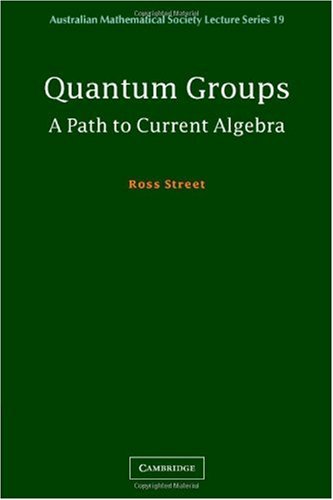 Australian Mathematical Society Lecture Series 19
Quantum Groups
A Path to Current Algebra
Ross Street
CAMBRIDGE